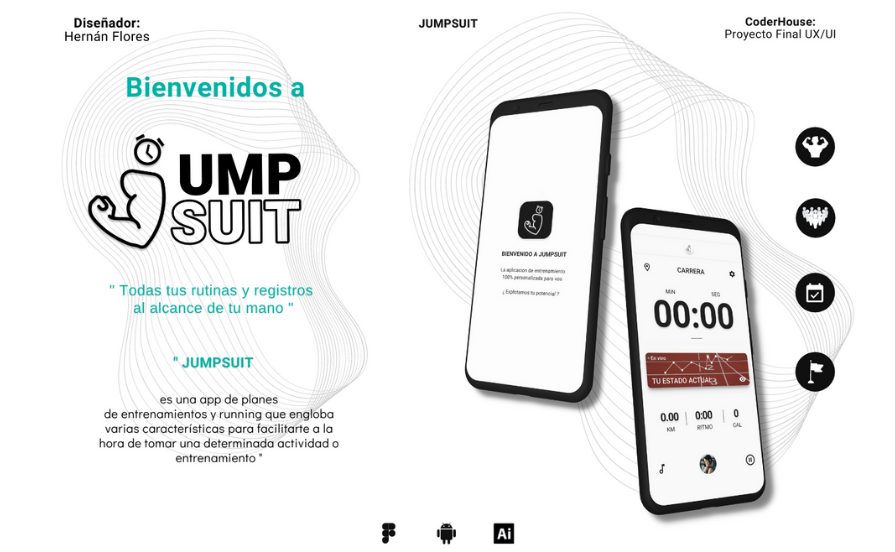 Diseñador:
Hernán Flores
JUMPSUIT
CoderHouse:
Proyecto Final UX/UI
Bienvenidos a
UMP
SUIT
" Todas tus rutinas y registros
al alcance de tu mano "
" JUMPSUIT
es una app de planes
de entrenamientos y running que engloba
varias características para facilitarte a la
hora de tomar una determinada actividad o
entrenamiento "
BIENVENIDO A JUMPSUIT
La aplicacion de entrenamiento
100% personalizada para vos
¿ Explotamos tu potencial ?
CARRERA
MIN SEG
00:00
En vivo
TU ESTADO ACTUAL
0.00 0:00 0
KM RITMO CAL
Ai